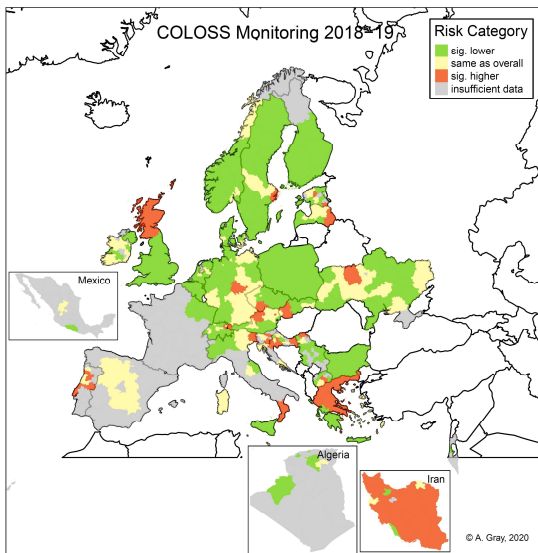 COLOSS Monitoring 2018-19
Risk Category
sig. lower
same as overall
sig. higher
insufficient data
Mexico
Algeria
Iran
© A. Gray, 2020